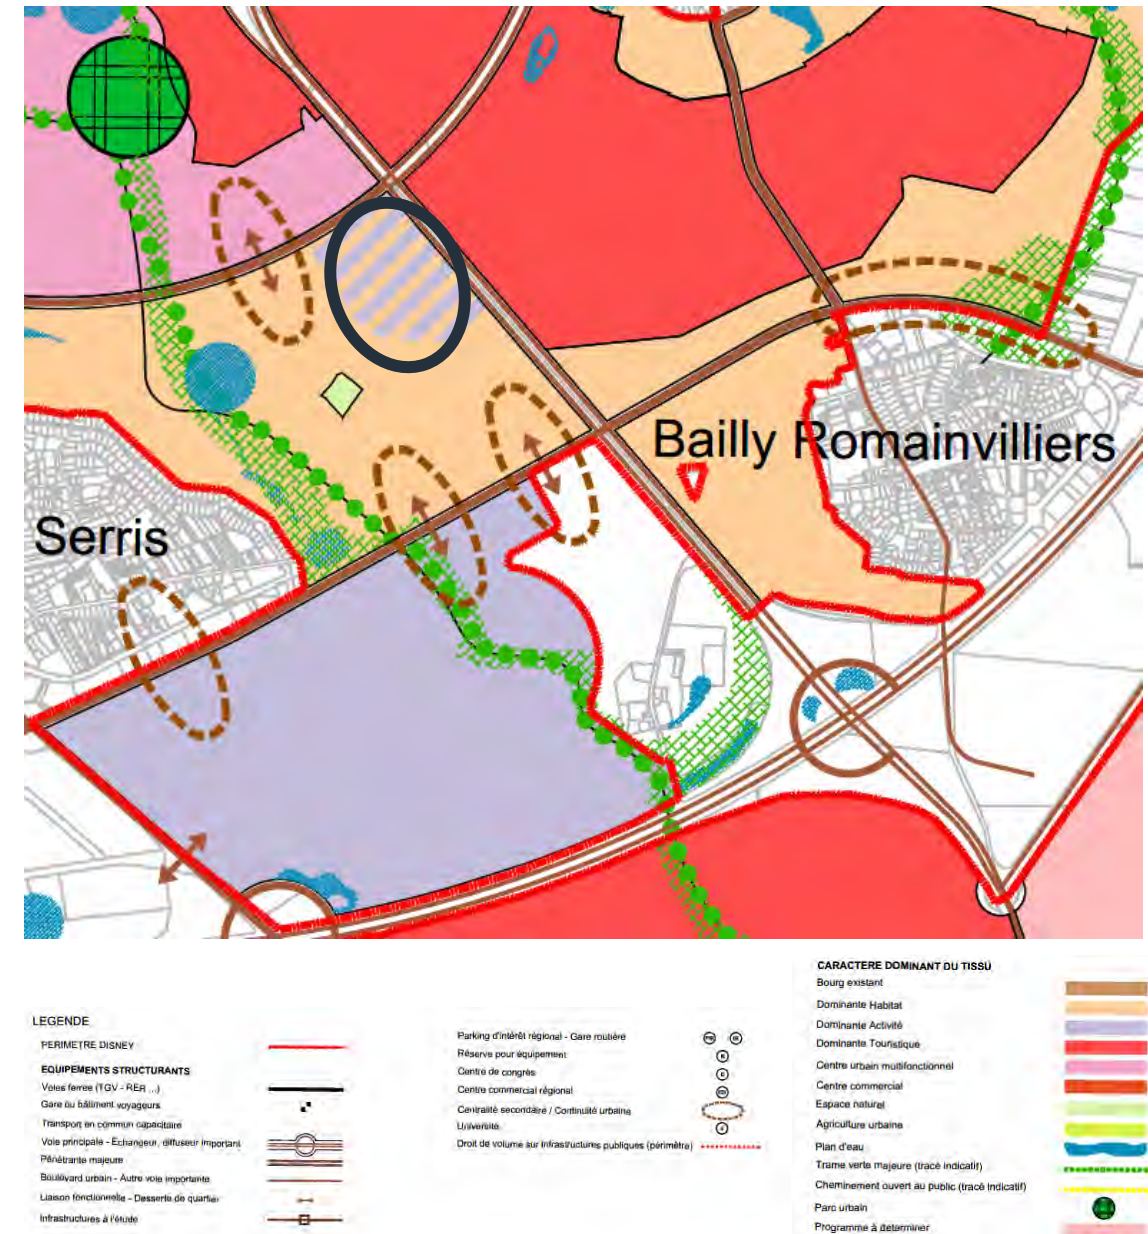 Bailly Romainvilliers
Serris
LEGENDE
PERIMETRE DISNEY
EQUIPEMENTS STRUCTURANTS
Voies ferrée (TGV - RER ...)
Gare ou bâtiment voyageurs
Transport en commun capacitaire
Voie principale - Echangeur, diffuseur important
Pénétrante majeure
Boulevard urbain - Autre voie importante
Liaison fonctionnelle - Desserte de quartier
Infrastructures à l'étude
Parking d'intérêt régional - Gare routière
Réserve pour équipement
Centre de congrès
Centre commercial régional
Centralité secondaire / Continuité urbaine
Université
Droit de volume sur infrastructures publiques (périmètre)
CARACTERE DOMINANT DU TISSU
Bourg existant
Dominante Habitat
Dominante Activité
Dominante Touristique
Centre urbain multifonctionnel
Centre commercial
Espace naturel
Agriculture urbaine
Plan d'eau
Trame verte majeure (tracé indicatif)
Cheminement ouvert au public (tracé indicatif)
Parc urbain
Programme à determiner